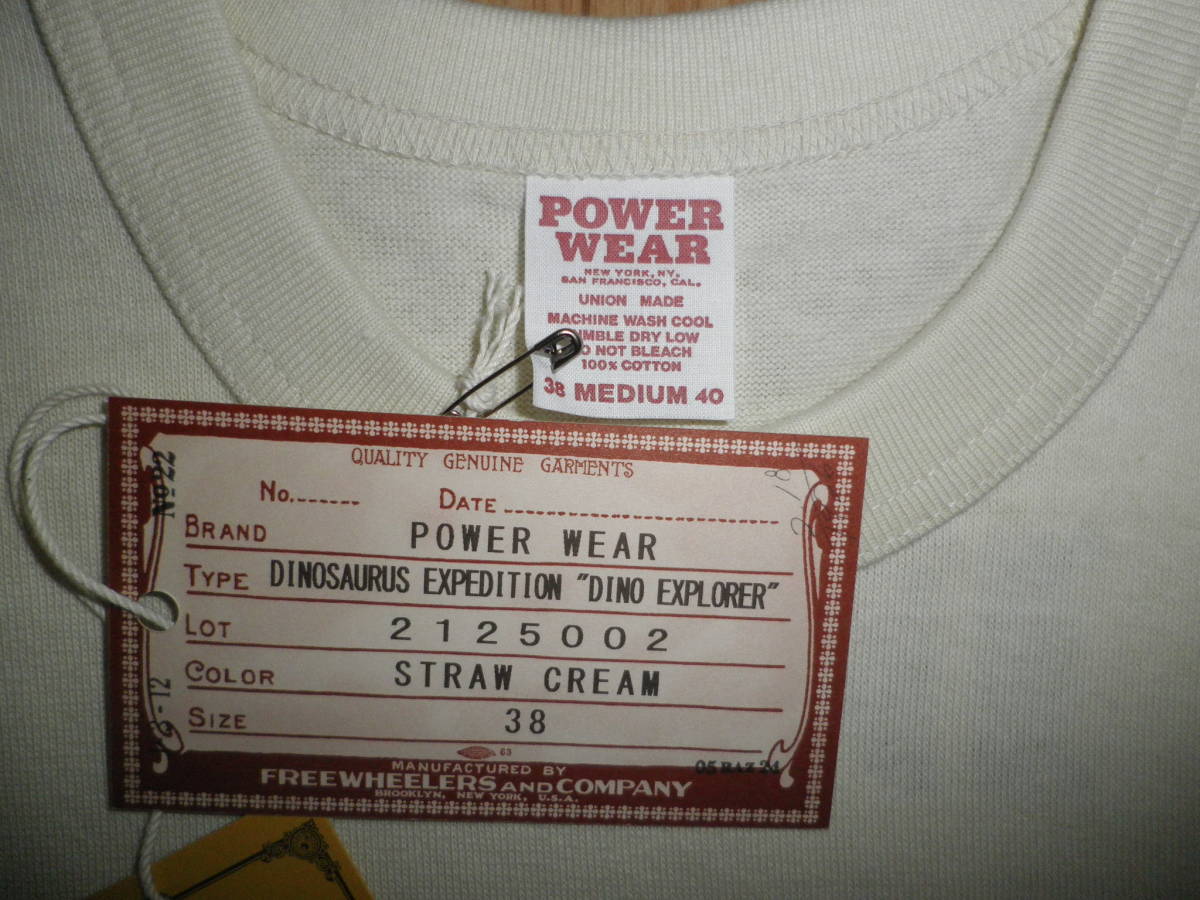 POWER
WEAR
NEW YORK, NY.
SAN FRANCISCO, CAL.
UNION MADE
MACHINE WASH COOL
UMBLE DRY LOW
O NOT BLEACH
100% COTTON
38 MEDIUM 40
QUALITY GENUINE GARMENTS
No. DATE
No 22
BRAND POWER WEAR
TYPE DINOSAURUS EXPEDITION "DINO EXPLORER"
LOT 2125002
COLOR STRAW CREAM
SIZE 38
63
MANUFACTURED BY
FREEWHEELERS AND COMPANY
BROOKLYN, NEW YORK, U.S.A.